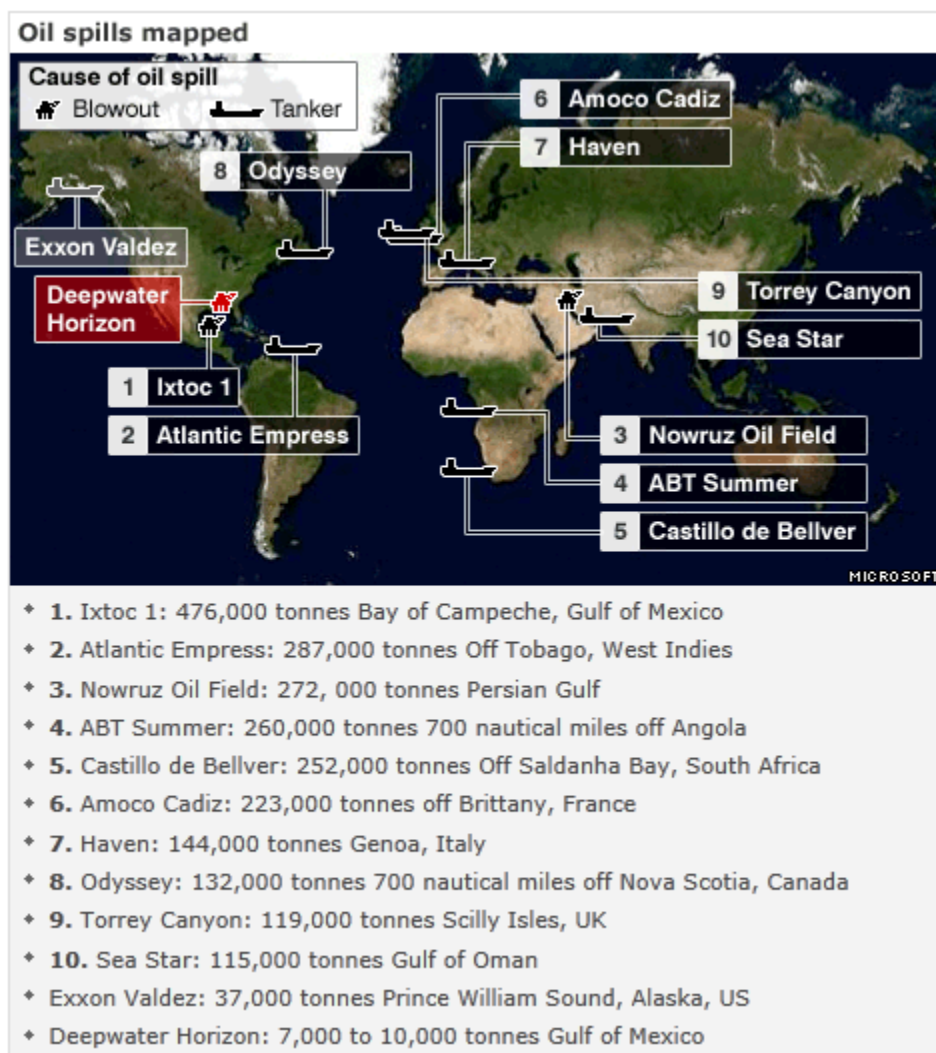 Oil spills mapped
Cause of oil spill
Blowout Tanker
6 Amoco Cadiz
7 Haven
8 Odyssey
Exxon Valdez
Deepwater
Horizon
9 Torrey Canyon
10 Sea Star
1 Ixtoc 1
2 Atlantic Empress
3 Nowruz Oil Field
4 ABT Summer
5 Castillo de Bellver
MICROSOFT
1. Ixtoc 1: 476,000 tonnes Bay of Campeche, Gulf of Mexico
2. Atlantic Empress: 287,000 tonnes Off Tobago, West Indies
3. Nowruz Oil Field: 272, 000 tonnes Persian Gulf
4. ABT Summer: 260,000 tonnes 700 nautical miles off Angola
5. Castillo de Bellver: 252,000 tonnes Off Saldanha Bay, South Africa
6. Amoco Cadiz: 223,000 tonnes off Brittany, France
7. Haven: 144,000 tonnes Genoa, Italy
8. Odyssey: 132,000 tonnes 700 nautical miles off Nova Scotia, Canada
9. Torrey Canyon: 119,000 tonnes Scilly Isles, UK
10. Sea Star: 115,000 tonnes Gulf of Oman
Exxon Valdez: 37,000 tonnes Prince William Sound, Alaska, US
Deepwater Horizon: 7,000 to 10,000 tonnes Gulf of Mexico